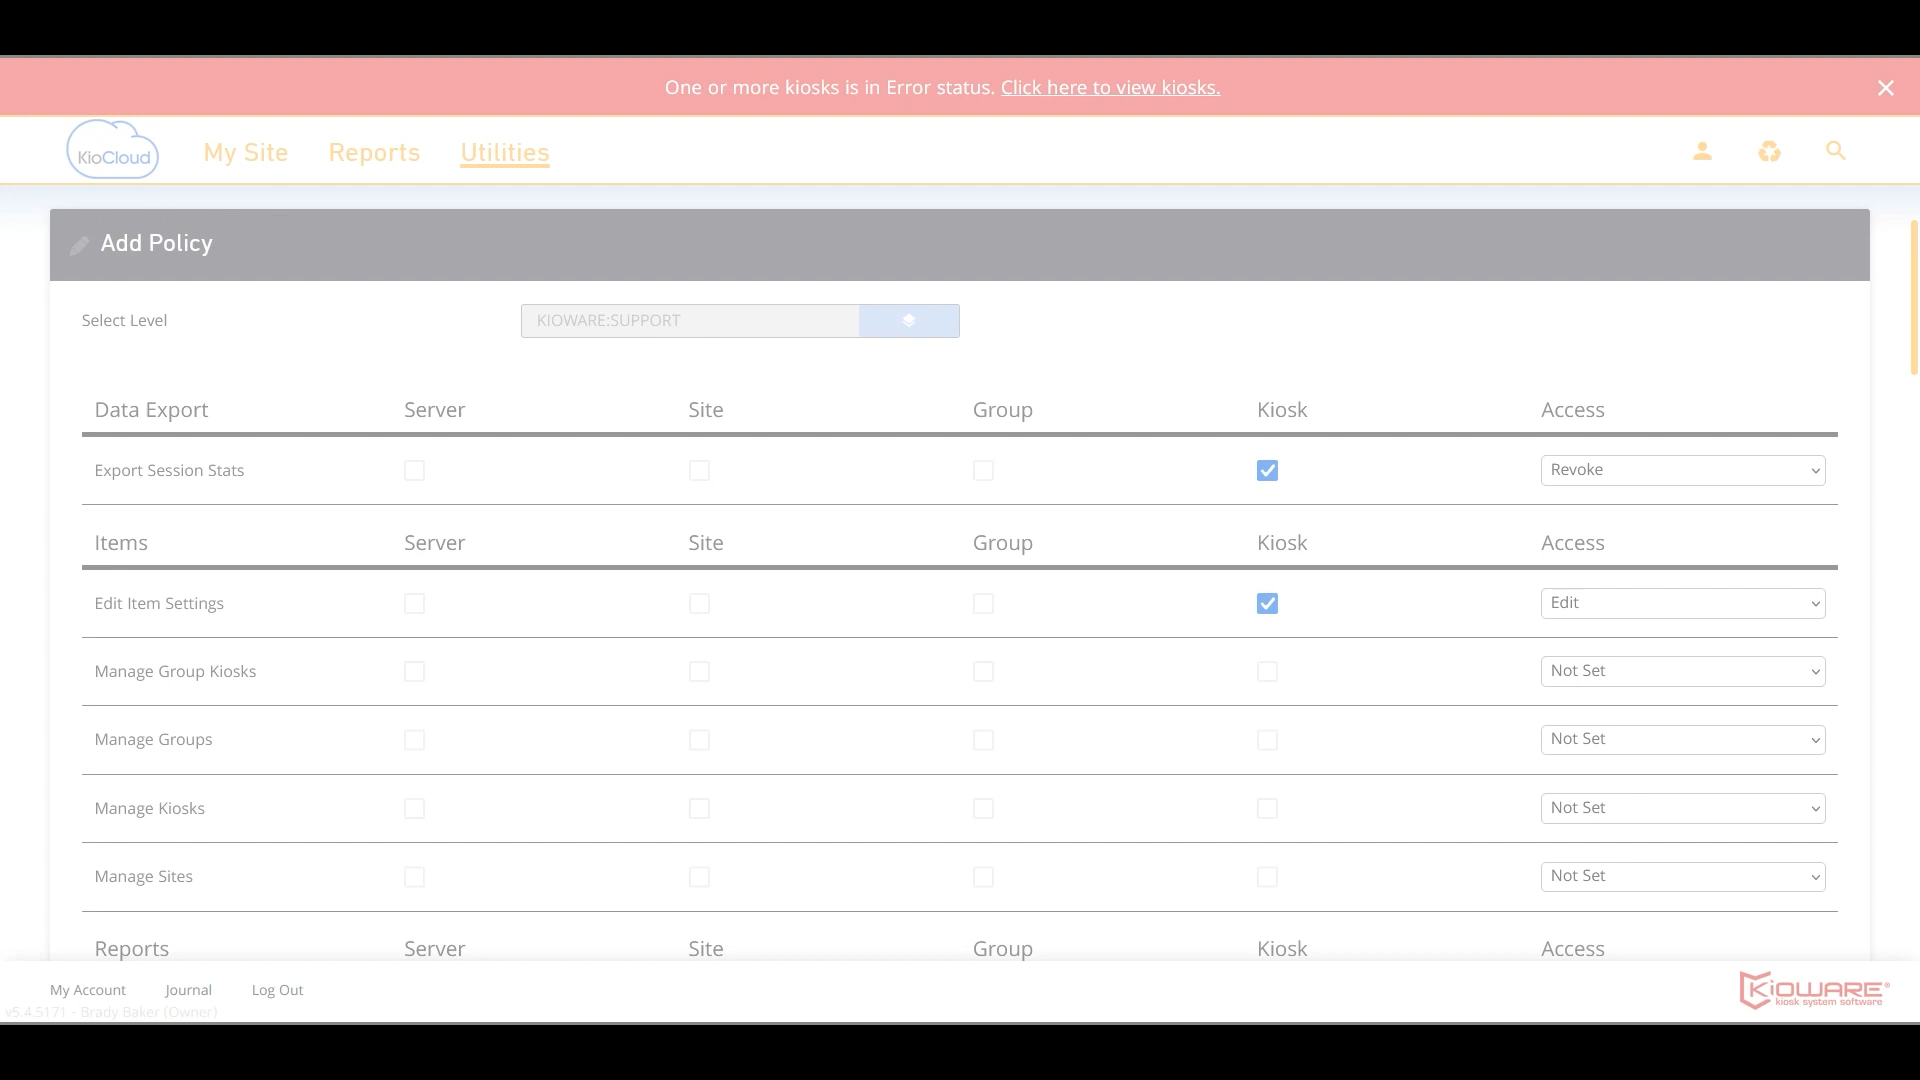 One or more kiosks is in Error status. Click here to view kiosks.
KioCloud My Site Reports Utilities
Add Policy
Select Level KIOWARE:SUPPORT
Data Export Server Site Group Kiosk Access
Export Session Stats Revoke
Items Server Site Group Kiosk Access
Edit Item Settings Edit
Manage Group Kiosks Not Set
Manage Groups Not Set
Manage Kiosks Not Set
Manage Sites Not Set
Reports Server Site Group Kiosk Access
My Account Journal Log Out
v5.4.5171 - Brady Baker (Owner)
KIOWARE®
kiosk system software